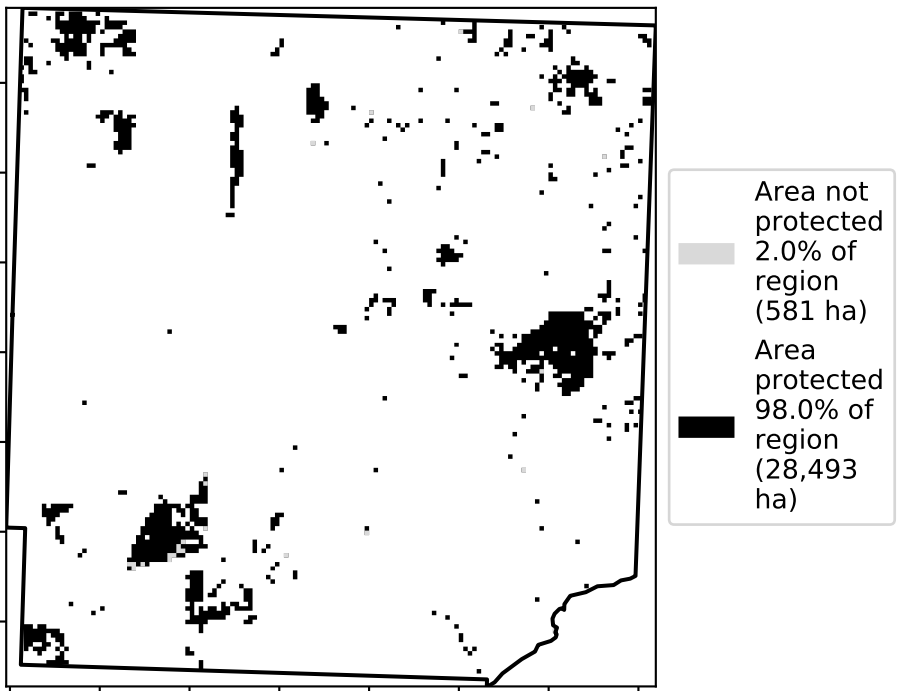 Area not
protected
2.0% of
region
(581 ha)
Area
protected
98.0% of
region
(28,493
ha)